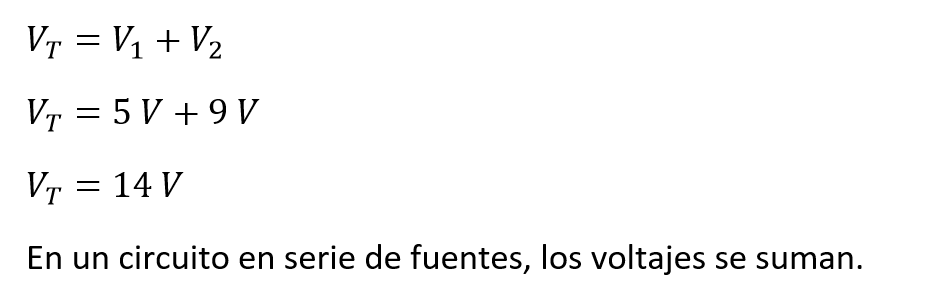 V_T = V_1 + V_2
V_T = 5 V + 9 V
V_T = 14 V
En un circuito en serie de fuentes, los voltajes se suman.